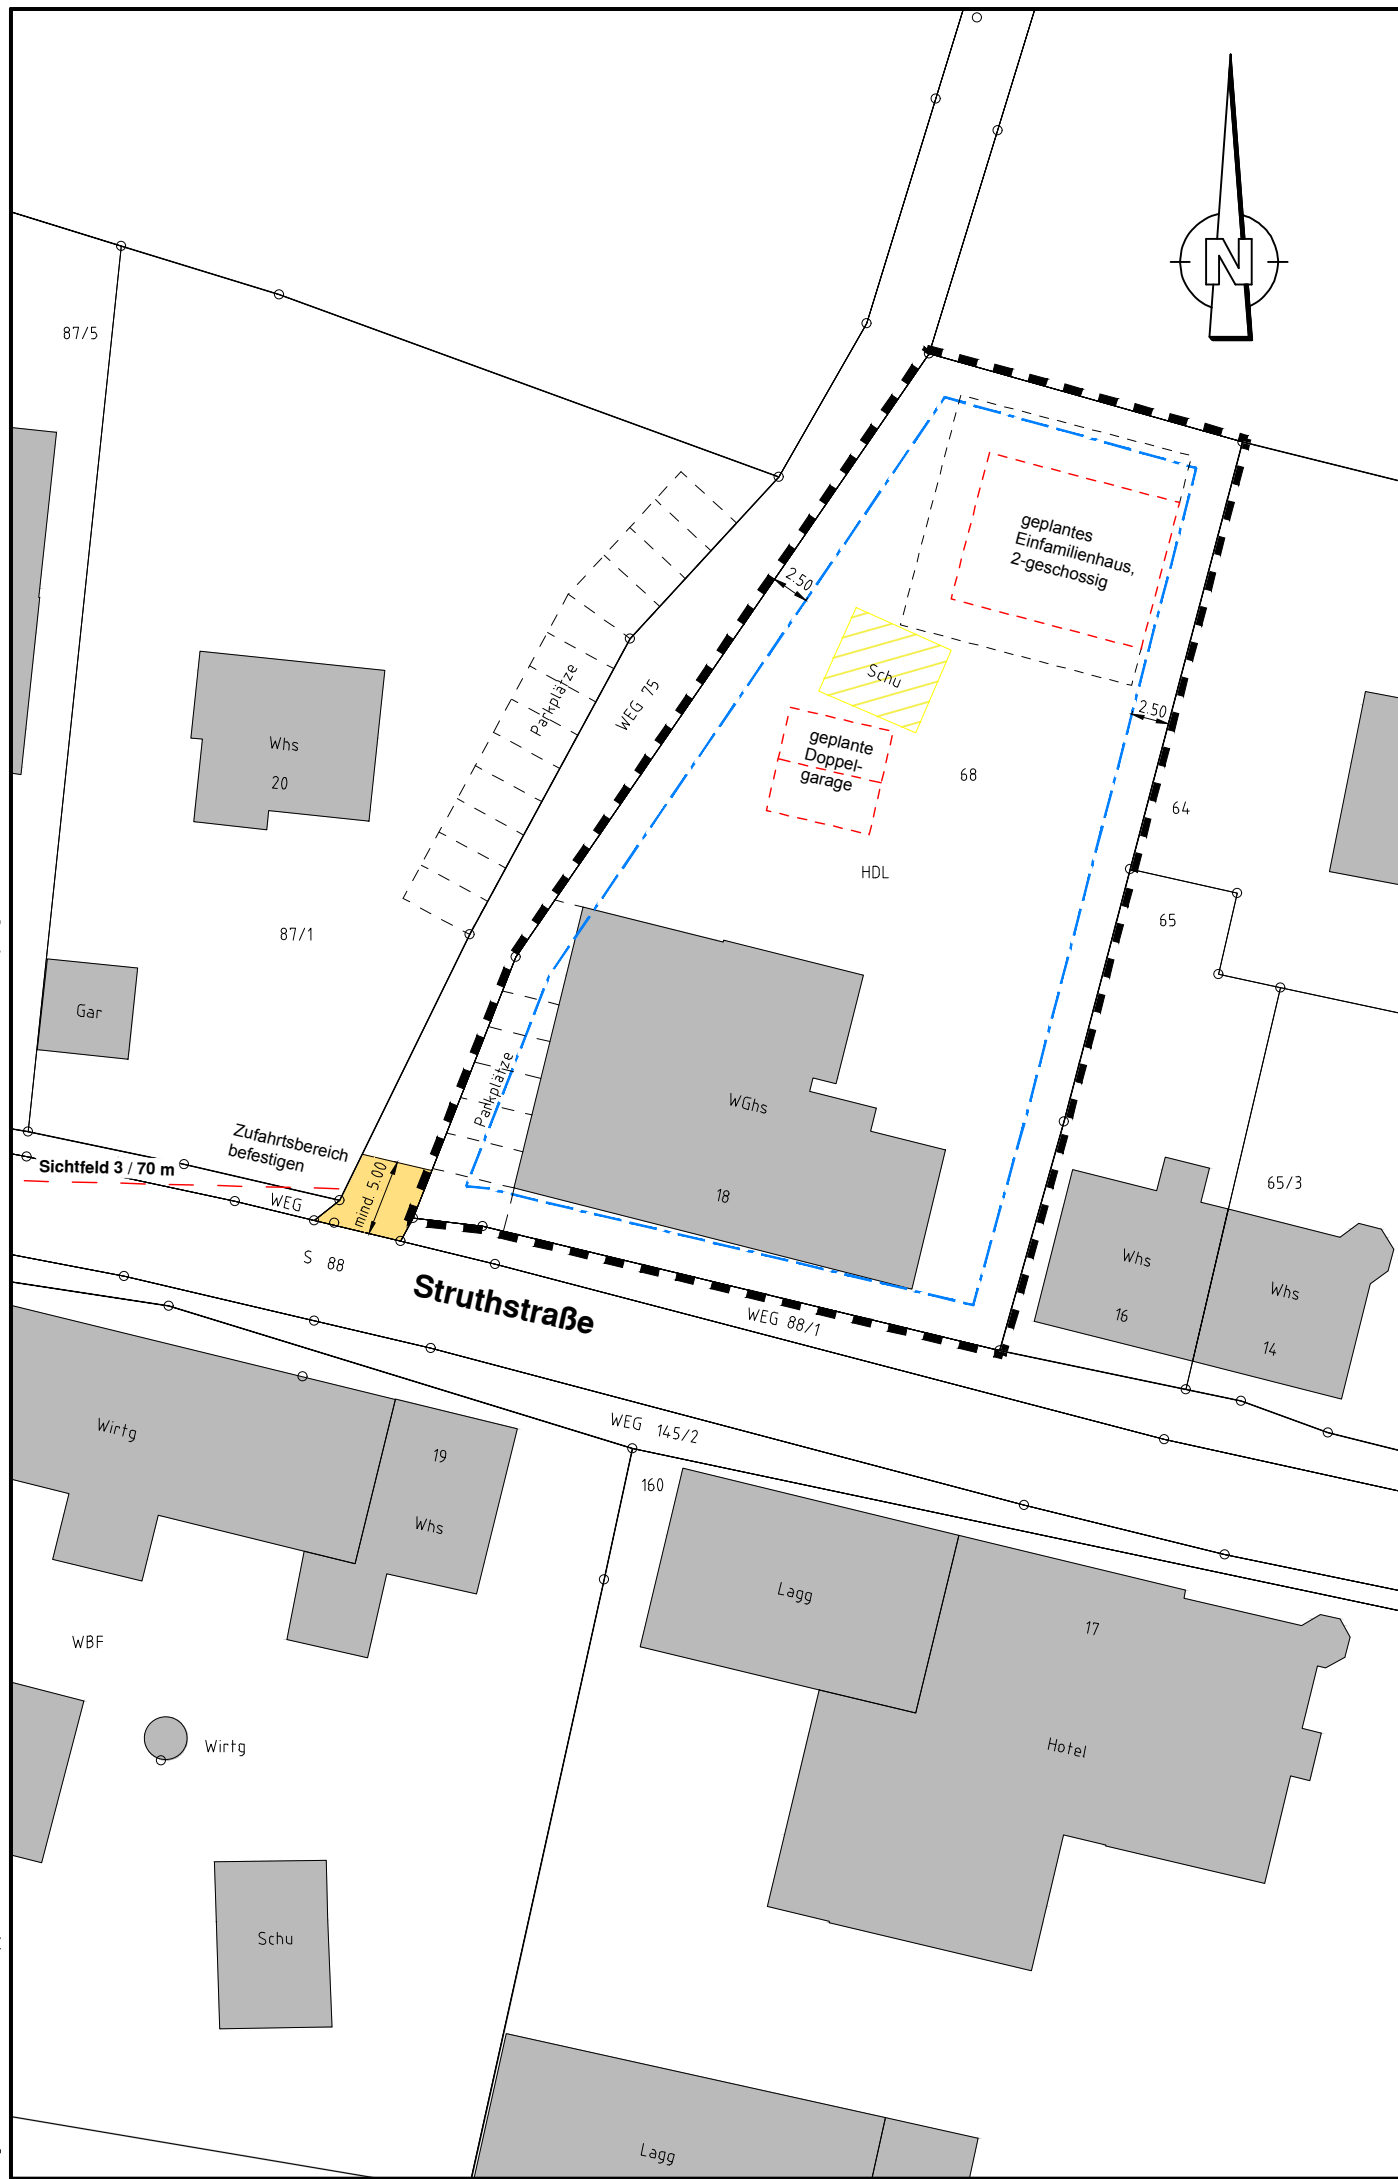 N
87/5
geplantes
Einfamilienhaus,
2-geschossig
2.50
Schu
Parkplätze
WEG 75
2.50
Whs
20
geplante
Doppel-
garage
68
64
HDL
65
87/1
Gar
Parkplätze
WGhs
Zufahrtsbereich
befestigen
Sichtfeld 3 / 70 m
mind. 5.00
WEG
18
65/3
S 88
Struthstraße
WEG 88/1
Whs
16
Whs
14
Wirtg
19
Whs
WEG 145/2
160
Lagg
17
WBF
Wirtg
Hotel
Schu
Lagg